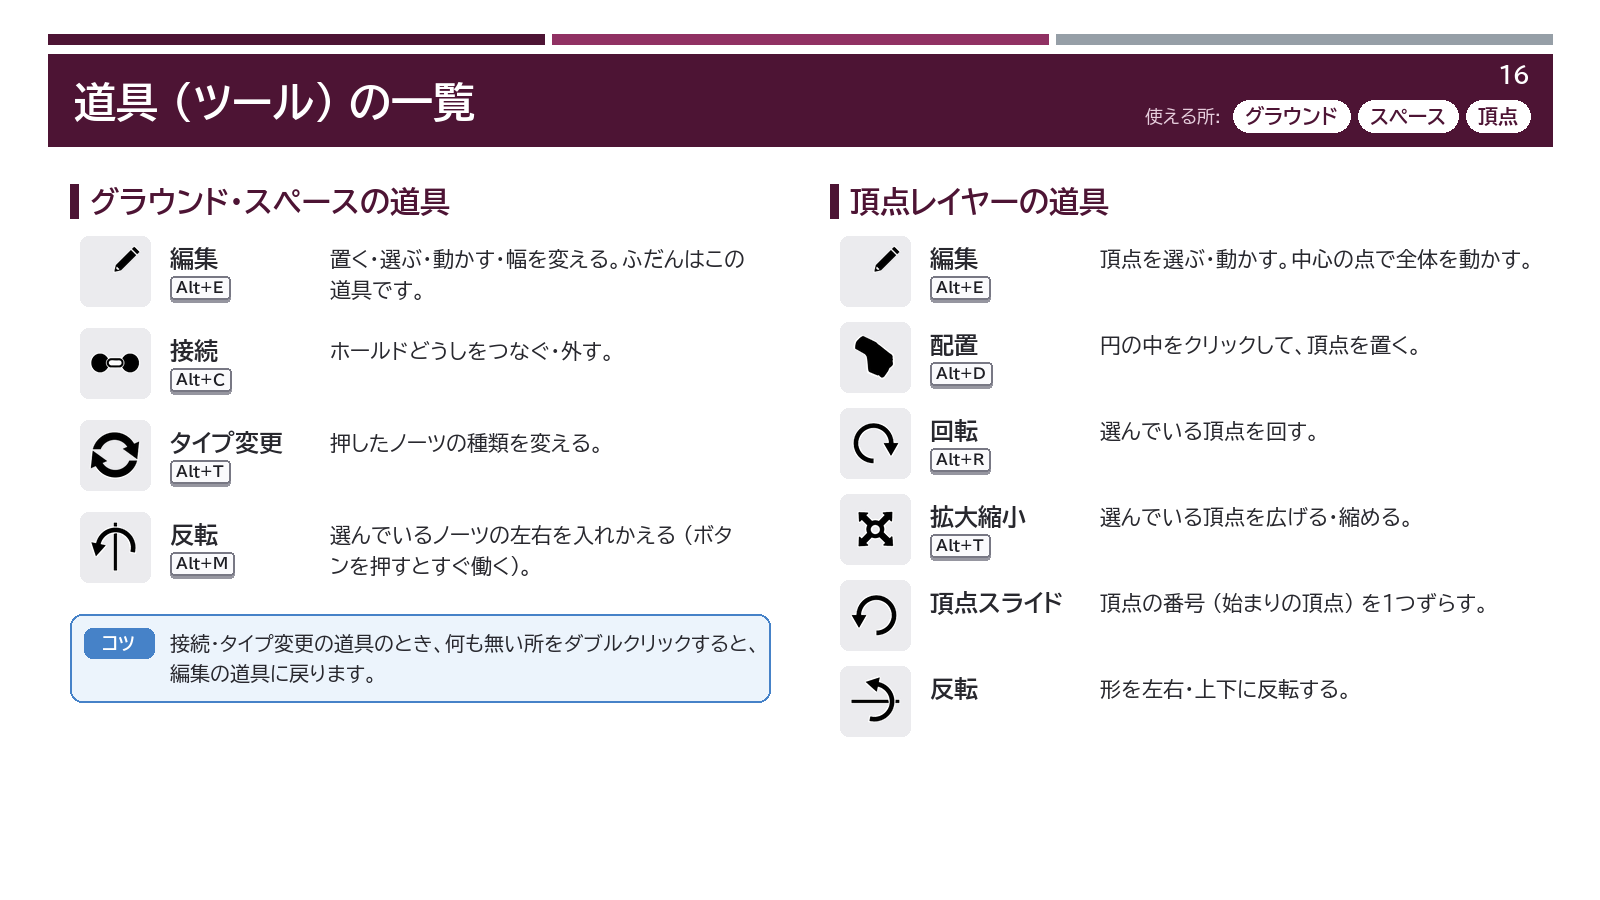 道具（ツール）の一覧
16
使える所: グラウンド スペース 頂点
グラウンド・スペースの道具
編集
Alt+E
置く・選ぶ・動かす・幅を変える。ふだんはこの
道具です。
接続
Alt+C
ホールドどうしをつなぐ・外す。
タイプ変更
Alt+T
押したノーツの種類を変える。
反転
Alt+M
選んでいるノーツの左右を入れかえる（ボタ
ンを押すとすぐ働く）。
コツ
接続・タイプ変更の道具のとき、何も無い所をダブルクリックすると、
編集の道具に戻ります。
頂点レイヤーの道具
編集
Alt+E
頂点を選ぶ・動かす。中心の点で全体を動かす。
配置
Alt+D
円の中をクリックして、頂点を置く。
回転
Alt+R
選んでいる頂点を回す。
拡大縮小
Alt+T
選んでいる頂点を広げる・縮める。
頂点スライド
頂点の番号（始まりの頂点）を1つずらす。
反転
形を左右・上下に反転する。